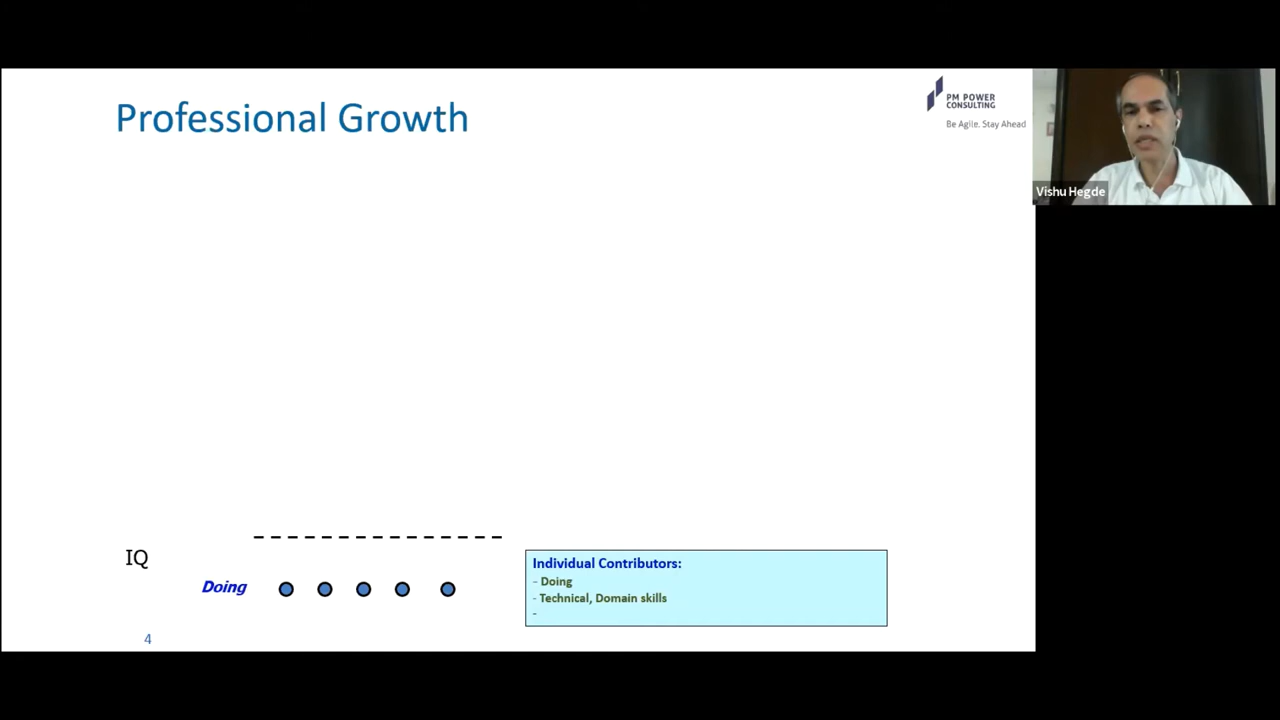 Professional Growth
PM POWER
CONSULTING
Be Agile. Stay Ahead
Vishu Hegde
IQ
Doing
Individual Contributors:
- Doing
- Technical, Domain skills
-
4